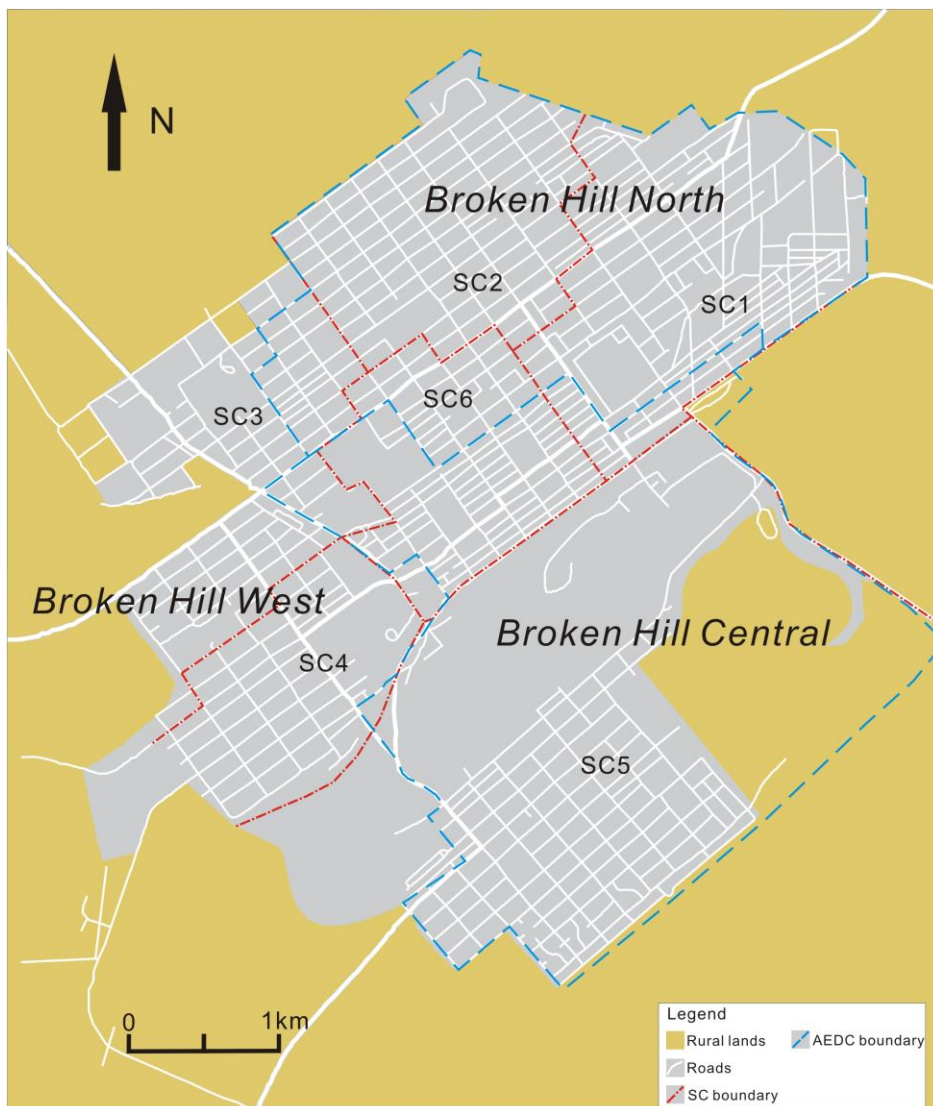 N
Broken Hill North
SC2
SC1
SC6
SC3
Broken Hill West
Broken Hill Central
SC4
SC5
0 1km
Legend
Rural lands
AEDC boundary
Roads
SC boundary